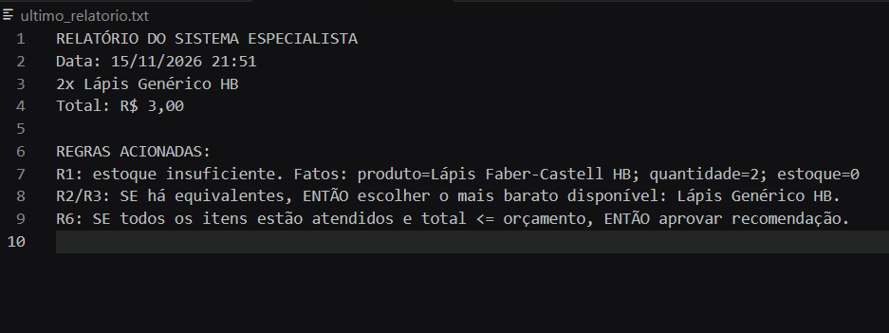 ultimo_relatorio.txt
1 RELATÓRIO DO SISTEMA ESPECIALISTA
2 Data: 15/11/2026 21:51
3 2x Lápis Genérico HB
4 Total: R$ 3,00
5
6 REGRAS ACIONADAS:
7 R1: estoque insuficiente. Fatos: produto=Lápis Faber-Castell HB; quantidade=2; estoque=0
8 R2/R3: SE há equivalentes, ENTÃO escolher o mais barato disponível: Lápis Genérico HB.
9 R6: SE todos os itens estão atendidos e total <= orçamento, ENTÃO aprovar recomendação.
10